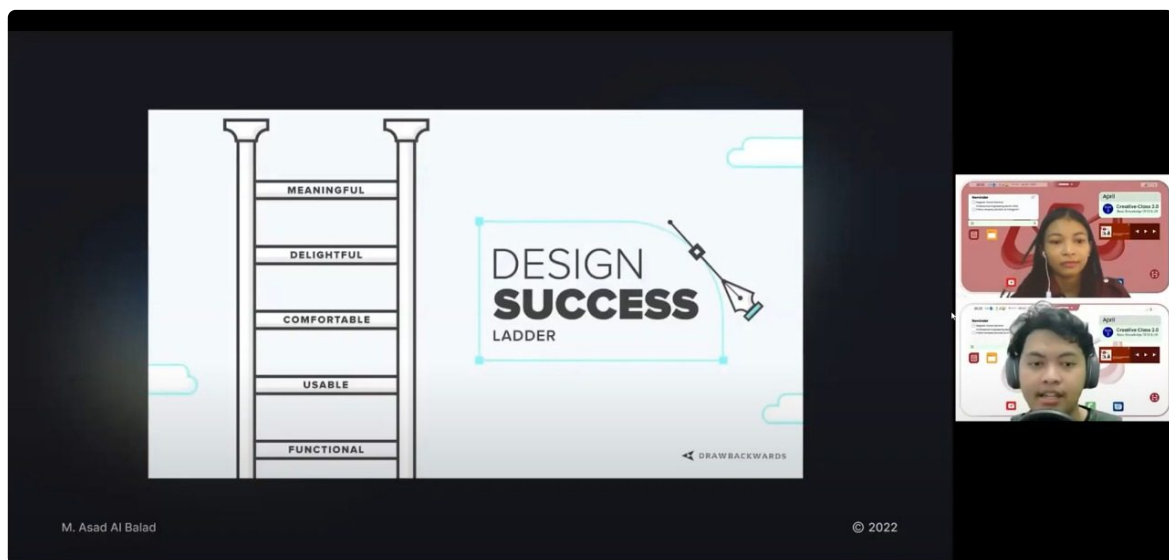 MEANINGFUL
DELIGHTFUL
COMFORTABLE
USABLE
FUNCTIONAL
DESIGN
SUCCESS
LADDER
DRAWBACKWARDS
M. Asad Al Balad
© 2022
April
Creative Class 2.0
April
Creative Class 2.0